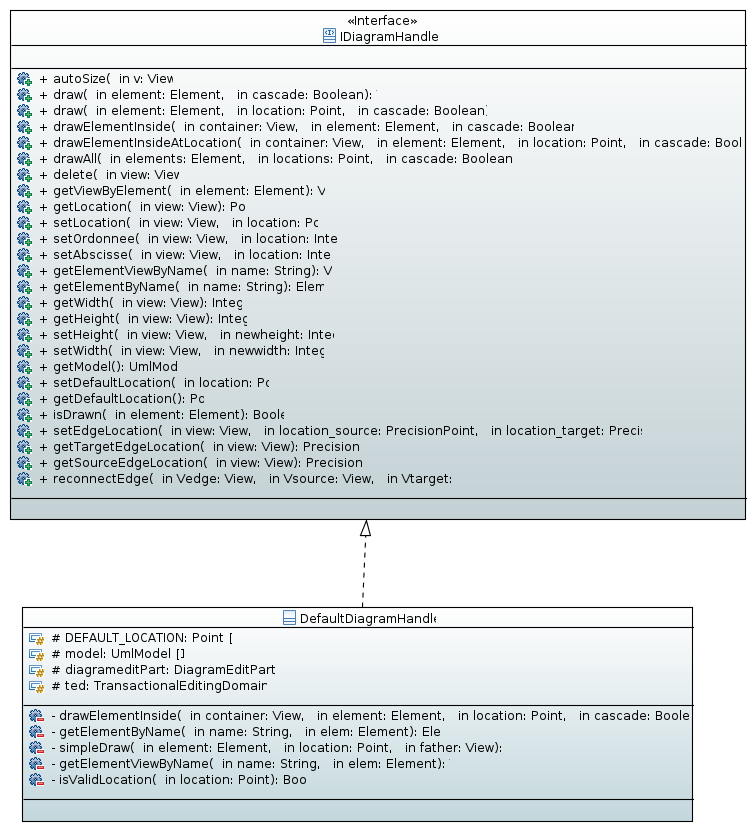 «Interface»
IDiagramHandle
+ autoSize( in v: View
+ draw( in element: Element, in cascade: Boolean):
+ draw( in element: Element, in location: Point, in cascade: Boolean)
+ drawElementInside( in container: View, in element: Element, in cascade: Boolean
+ drawElementInsideAtLocation( in container: View, in element: Element, in location: Point, in cascade: Bool
+ drawAll( in elements: Element, in locations: Point, in cascade: Boolean
+ delete( in view: View
+ getViewByElement( in element: Element): V
+ getLocation( in view: View): Po
+ setLocation( in view: View, in location: Po
+ setOrdonnee( in view: View, in location: Inte
+ setAbscisse( in view: View, in location: Inte
+ getElementViewByName( in name: String): V
+ getElementByName( in name: String): Elem
+ getWidth( in view: View): Integ
+ getHeight( in view: View): Integ
+ setHeight( in view: View, in newheight: Inte
+ setWidth( in view: View, in newwidth: Integ
+ getModel(): UmlMod
+ setDefaultLocation( in location: Po
+ getDefaultLocation(): Po
+ isDrawn( in element: Element): Boole
+ setEdgeLocation( in view: View, in location_source: PrecisionPoint, in location_target: Precis
+ getTargetEdgeLocation( in view: View): Precision
+ getSourceEdgeLocation( in view: View): Precision
+ reconnectEdge( in Vedge: View, in Vsource: View, in Vtarget:
DefaultDiagramHandle
# DEFAULT_LOCATION: Point [
# model: UmlModel []
# diagrameditPart: DiagramEditPart
# ted: TransactionalEditingDomain
- drawElementInside( in container: View, in element: Element, in location: Point, in cascade: Boole
- getElementByName( in name: String, in elem: Element): Ele
- simpleDraw( in element: Element, in location: Point, in father: View):
- getElementViewByName( in name: String, in elem: Element):
- isValidLocation( in location: Point): Boo